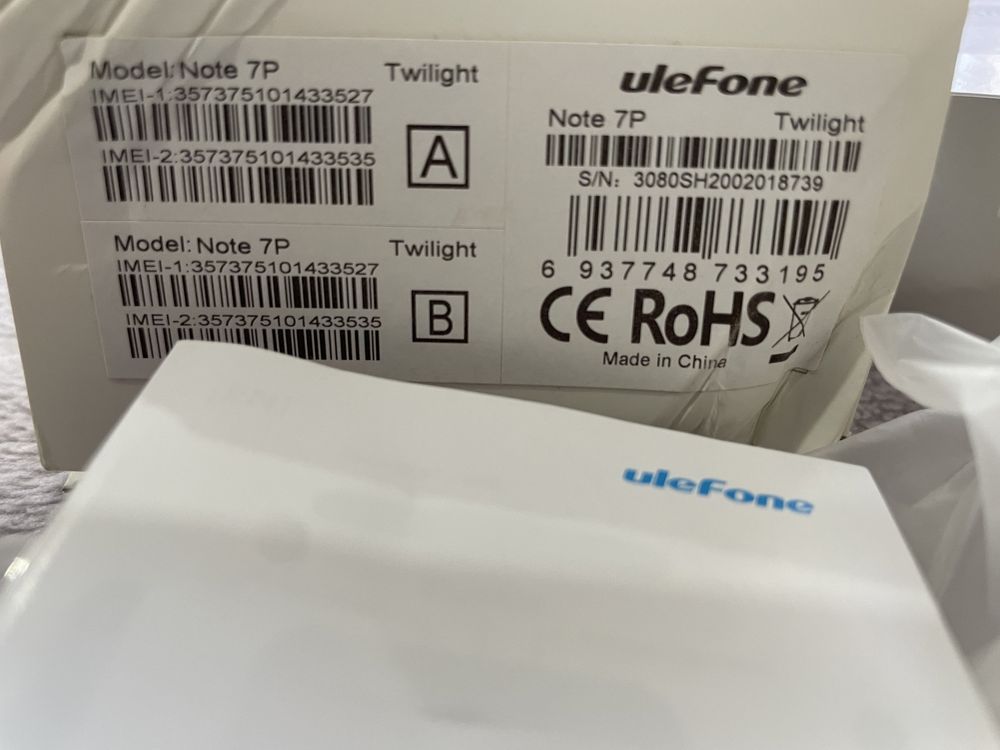 Model: Note 7P Twilight
IMEI-1:357375101433527
IMEI-2:357375101433535
A
Model: Note 7P Twilight
IMEI-1:357375101433527
IMEI-2:357375101433535
B
uleFone
Note 7P Twilight
S/N: 3080SH2002018739
6 937748 733195
CE RoHS
Made in China
uleFone